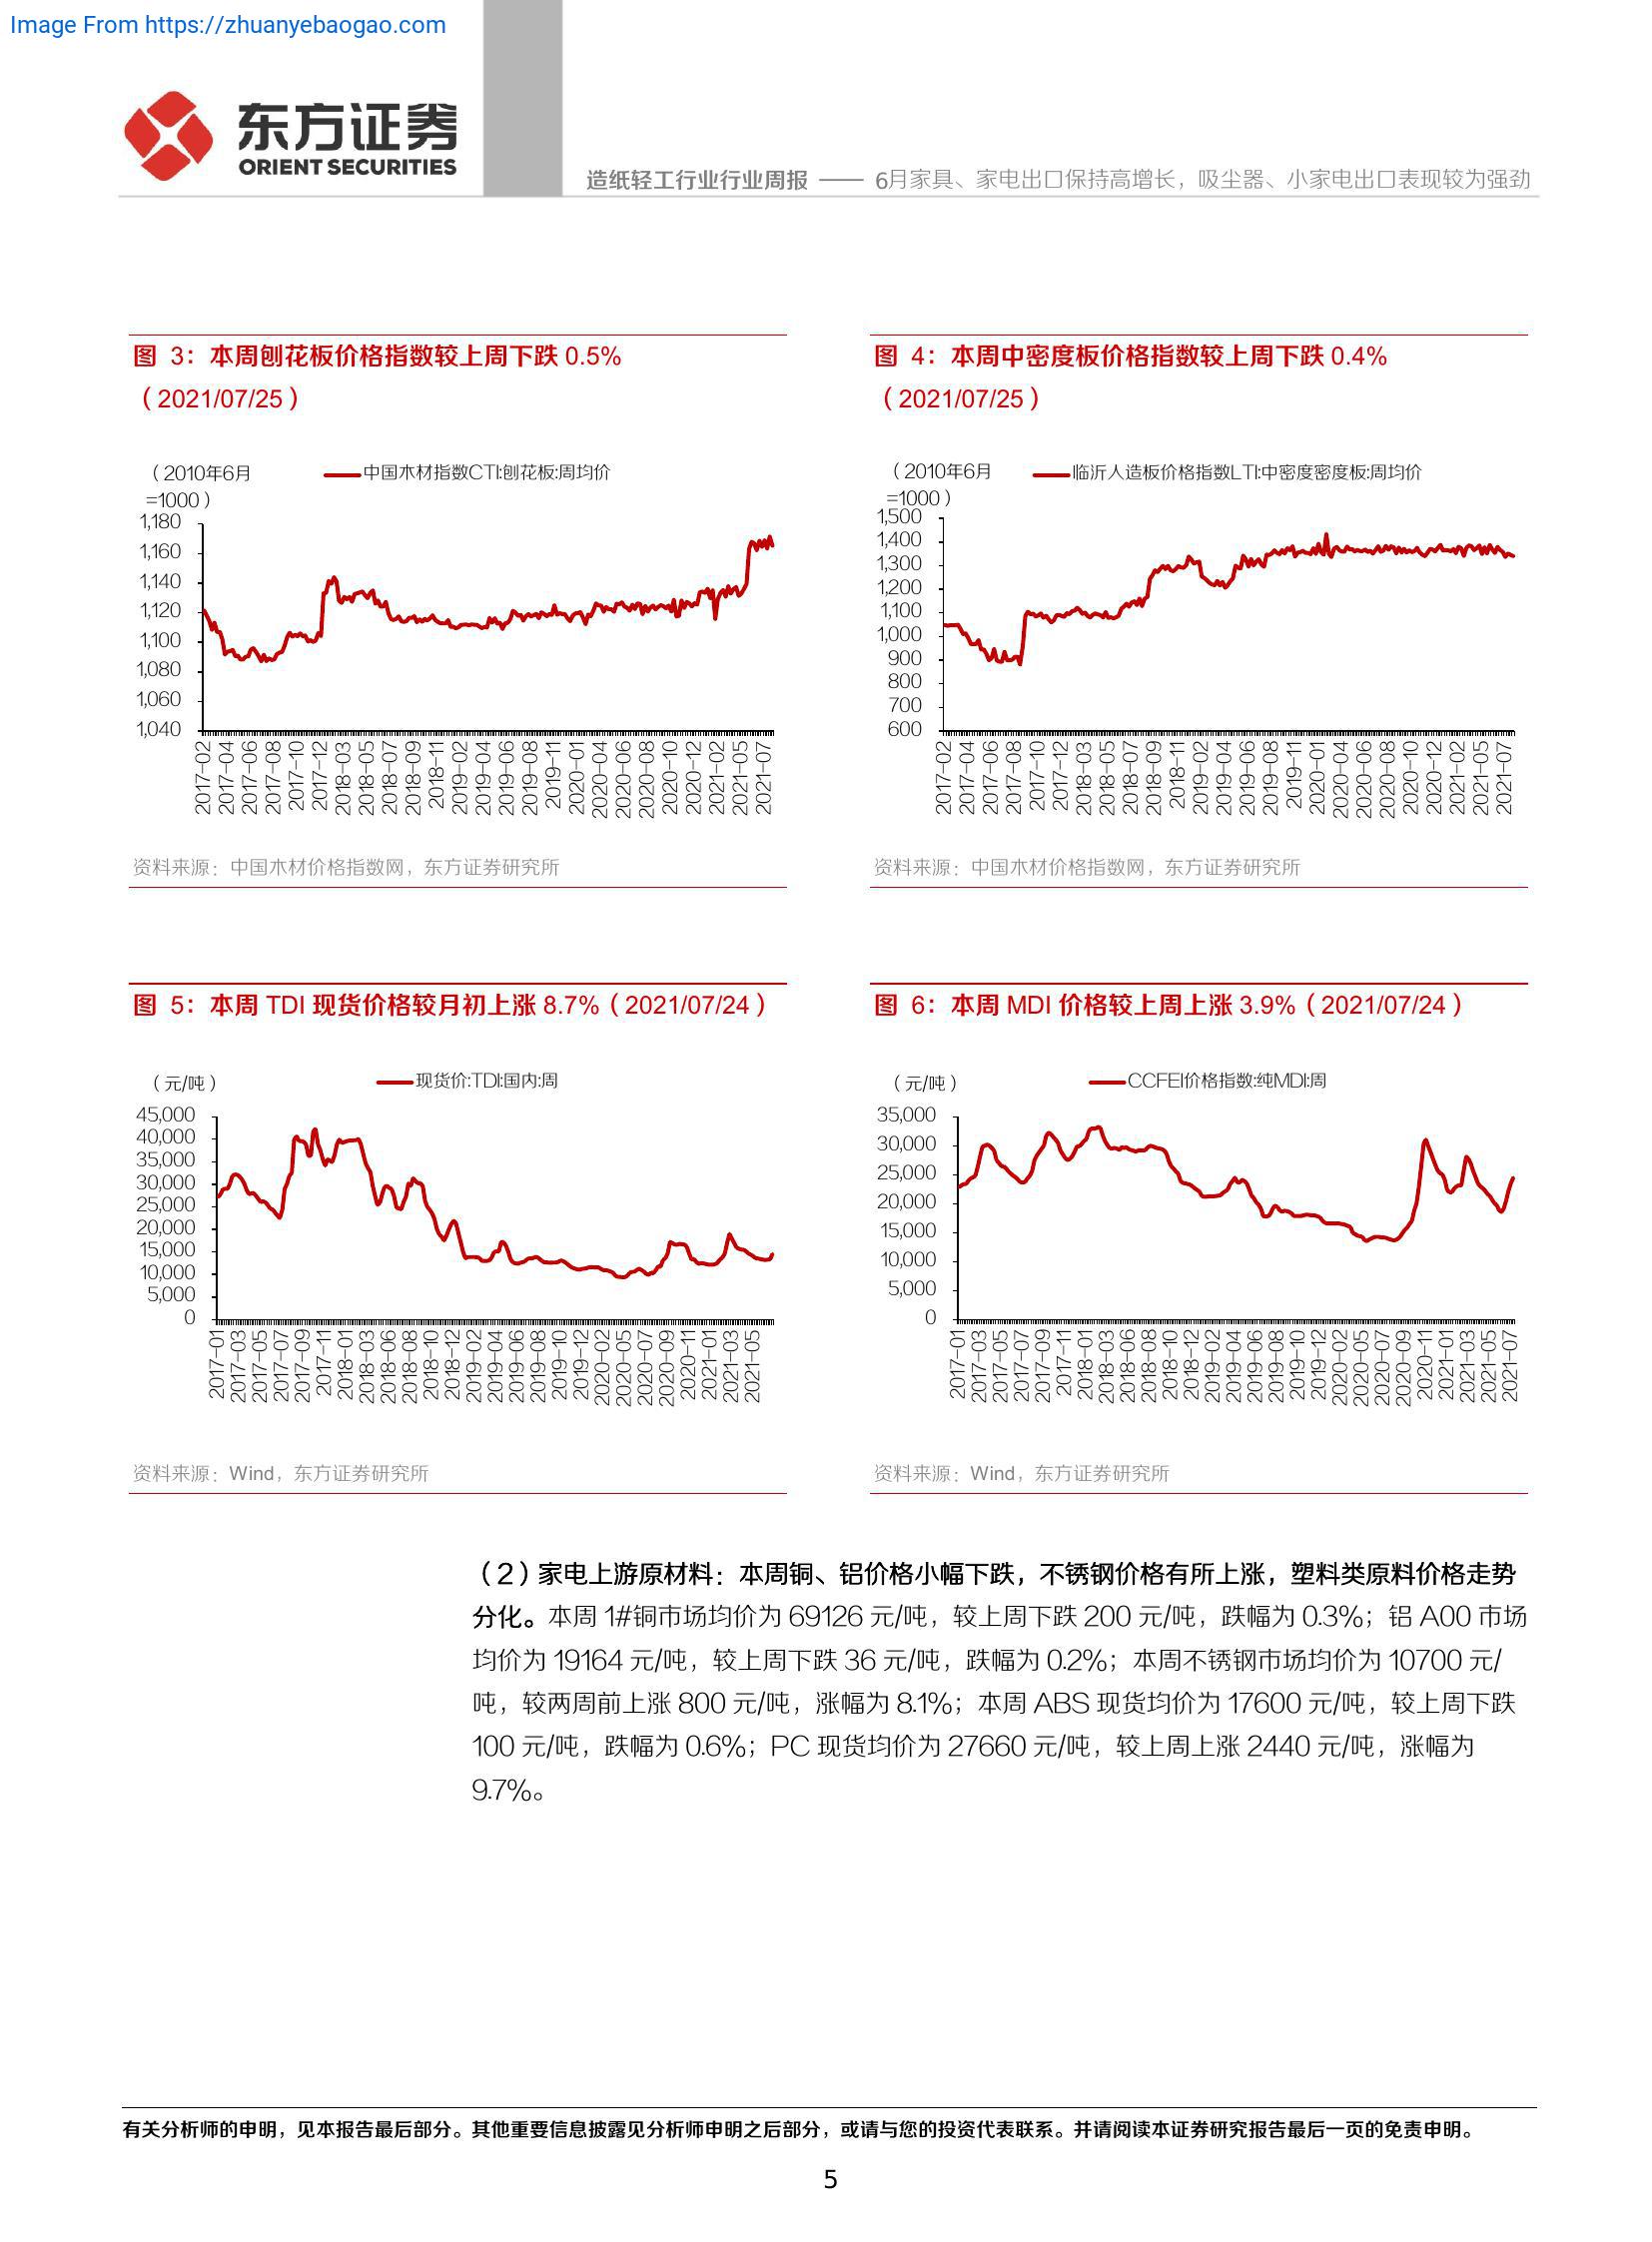 Image From https://zhuanyebaogao.com
东方证券
ORIENT SECURITIES
造纸轻工行业行业周报 —— 6月家具、家电出口保持高增长，吸尘器、小家电出口表现较为强劲
图 3：本周刨花板价格指数较上周下跌 0.5%
（2021/07/25）
（2010年6月
=1000）
中国木材指数CTI:刨花板:周均价
1,180
1,160
1,140
1,120
1,100
1,080
1,060
1,040
2017-02 2017-04 2017-06 2017-08 2017-10 2017-12 2018-03 2018-05 2018-07 2018-09 2018-11 2019-02 2019-04 2019-06 2019-08 2019-11 2020-01 2020-04 2020-06 2020-08 2020-10 2020-12 2021-02 2021-05 2021-07
资料来源：中国木材价格指数网，东方证券研究所
图 4：本周中密度板价格指数较上周下跌 0.4%
（2021/07/25）
（2010年6月
=1000）
临沂人造板价格指数LTI:中密度密度板:周均价
1,500
1,400
1,300
1,200
1,100
1,000
900
800
700
600
2017-02 2017-04 2017-06 2017-08 2017-10 2017-12 2018-03 2018-05 2018-07 2018-09 2018-11 2019-02 2019-04 2019-06 2019-08 2019-11 2020-01 2020-04 2020-06 2020-08 2020-10 2020-12 2021-02 2021-05 2021-07
资料来源：中国木材价格指数网，东方证券研究所
图 5：本周 TDI 现货价格较月初上涨 8.7%（2021/07/24）
（元/吨）
现货价:TDI:国内:周
45,000
40,000
35,000
30,000
25,000
20,000
15,000
10,000
5,000
0
2017-01 2017-03 2017-05 2017-07 2017-09 2017-11 2018-01 2018-03 2018-06 2018-08 2018-10 2018-12 2019-02 2019-04 2019-06 2019-08 2019-10 2019-12 2020-02 2020-05 2020-07 2020-09 2020-11 2021-01 2021-03 2021-05
资料来源：Wind，东方证券研究所
图 6：本周 MDI 价格较上周上涨 3.9%（2021/07/24）
（元/吨）
CCFEI价格指数:纯MDI:周
35,000
30,000
25,000
20,000
15,000
10,000
5,000
0
2017-01 2017-03 2017-05 2017-07 2017-09 2017-11 2018-01 2018-03 2018-06 2018-08 2018-10 2018-12 2019-02 2019-04 2019-06 2019-08 2019-10 2019-12 2020-02 2020-05 2020-07 2020-09 2020-11 2021-01 2021-03 2021-05 2021-07
资料来源：Wind，东方证券研究所
（2）家电上游原材料：本周铜、铝价格小幅下跌，不锈钢价格有所上涨，塑料类原料价格走势
分化。本周 1#铜市场均价为 69126 元/吨，较上周下跌 200 元/吨，跌幅为 0.3%；铝 A00 市场
均价为 19164 元/吨，较上周下跌 36 元/吨，跌幅为 0.2%；本周不锈钢市场均价为 10700 元/
吨，较两周前上涨 800 元/吨，涨幅为 8.1%；本周 ABS 现货均价为 17600 元/吨，较上周下跌
100 元/吨，跌幅为 0.6%；PC 现货均价为 27660 元/吨，较上周上涨 2440 元/吨，涨幅为
9.7%。
有关分析师的申明，见本报告最后部分。其他重要信息披露见分析师申明之后部分，或请与您的投资代表联系。并请阅读本证券研究报告最后一页的免责申明。
5